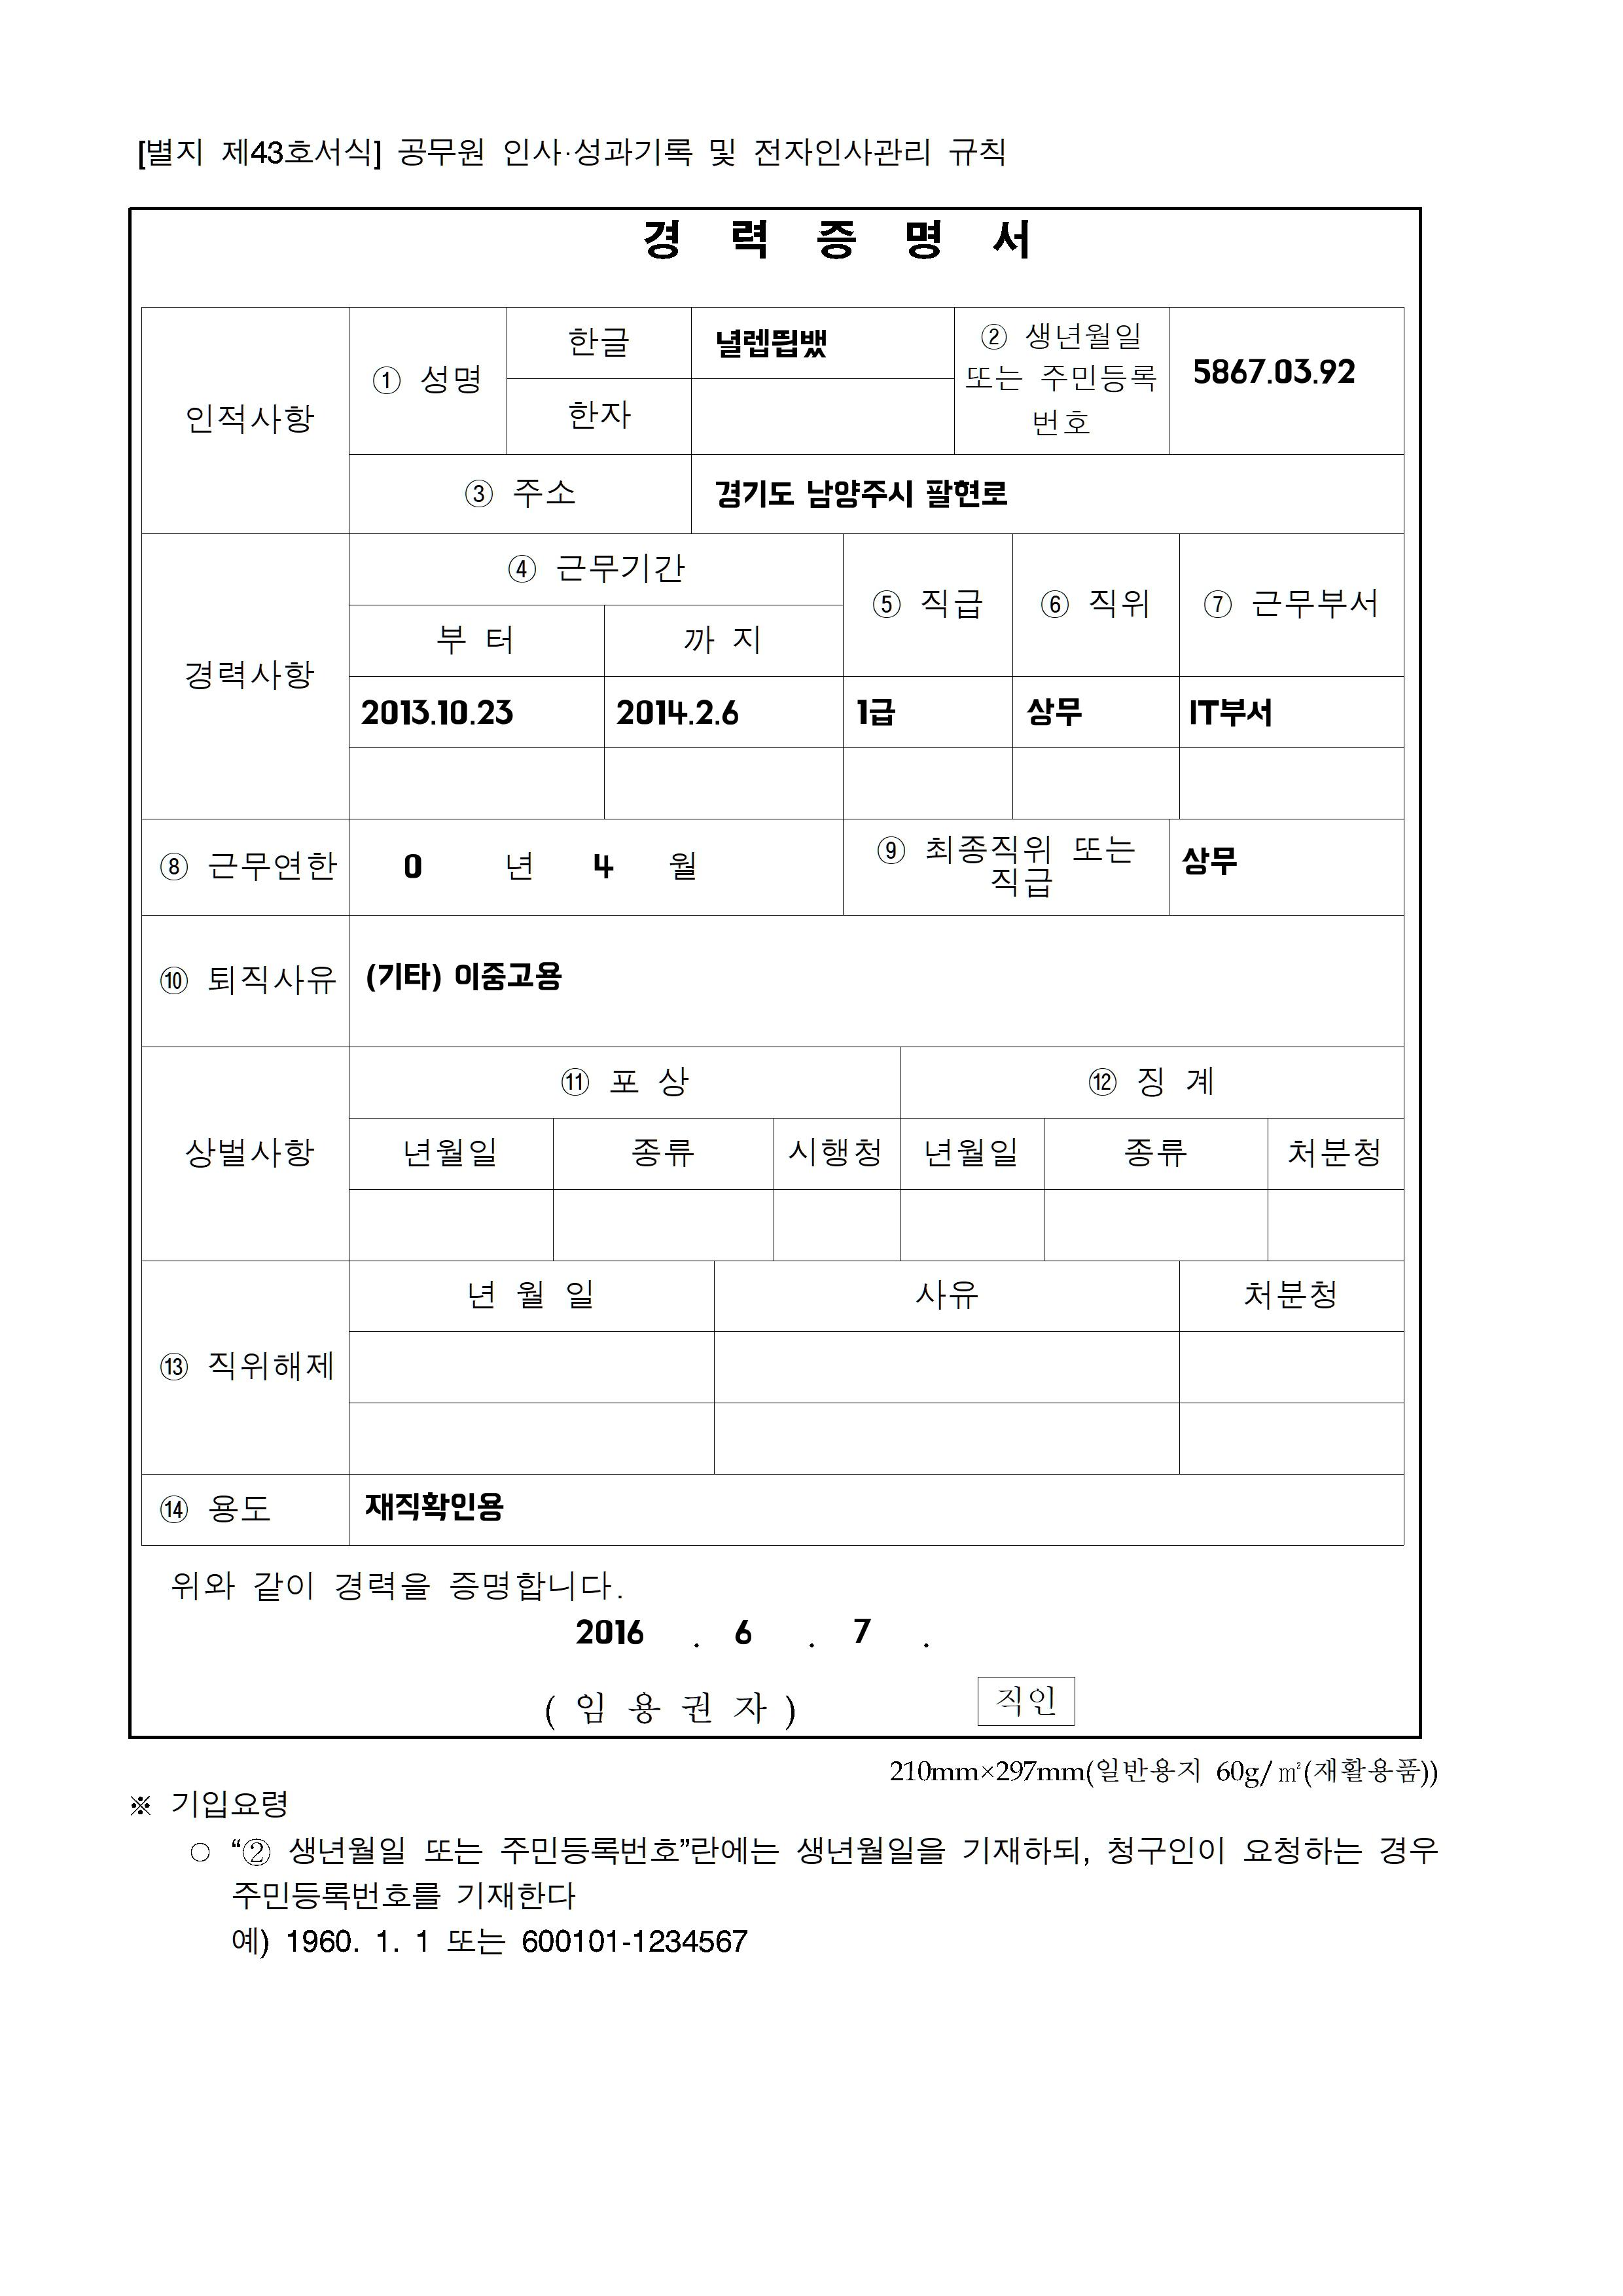 [별지 제43호서식] 공무원 인사·성과기록 및 전자인사관리 규칙
경 력 증 명 서
인적사항
① 성명
한글
널렙띕뱄
② 생년월일
또는 주민등록
번호
5867.03.92
한자
③ 주소
경기도 남양주시 팔현로
경력사항
④ 근무기간
⑤ 직급
⑥ 직위
⑦ 근무부서
부 터
까 지
2013.10.23
2014.2.6
1급
상무
IT부서
⑧ 근무연한
0 년 4 월
⑨ 최종직위 또는
직급
상무
⑩ 퇴직사유
(기타) 이중고용
상벌사항
⑪ 포 상
⑫ 징 계
년월일
종류
시행청
년월일
종류
처분청
⑬ 직위해제
년 월 일
사유
처분청
⑭ 용도
재직확인용
위와 같이 경력을 증명합니다.
2016 . 6 . 7 .
( 임 용 권 자 )
직인
210mm×297mm(일반용지 60g/㎡(재활용품))
※ 기입요령
○ “② 생년월일 또는 주민등록번호”란에는 생년월일을 기재하되, 청구인이 요청하는 경우
주민등록번호를 기재한다
예) 1960. 1. 1 또는 600101-1234567